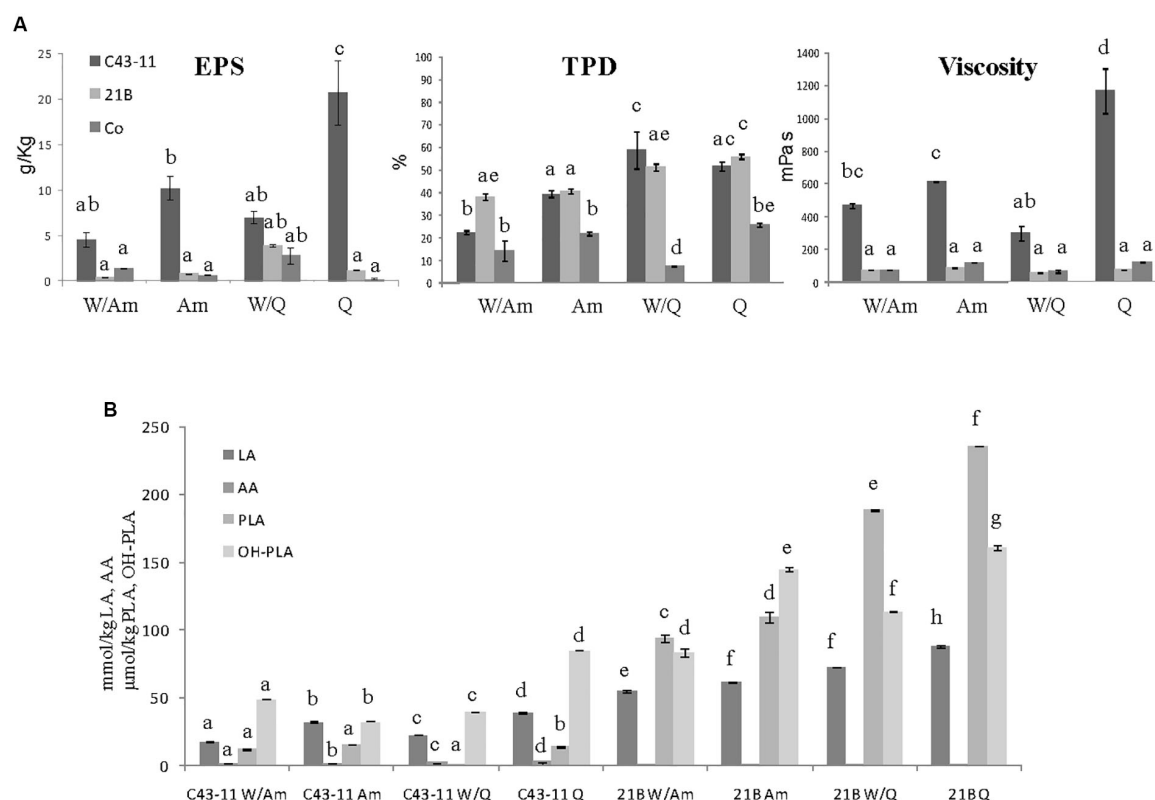 A
EPS
TPD
Viscosity
C43-11
21B
Co
g/Kg
25
20
15
10
5
0
ab
a
a
b
a
a
ab
ab
ab
c
a
a
W/Am
Am
W/Q
Q
%
100
90
80
70
60
50
40
30
20
10
0
b
ae
b
a
a
b
c
ae
d
ac
c
be
W/Am
Am
W/Q
Q
mPa s
1400
1200
1000
800
600
400
200
0
bc
a
a
c
a
a
ab
a
a
d
a
a
W/Am
Am
W/Q
Q
B
mmol/kg LA, AA
μmol/kg PLA, OH-PLA
250
200
150
100
50
0
LA
AA
PLA
OH-PLA
a
a
a
a
b
b
a
b
c
c
a
c
d
d
b
d
e
c
d
f
d
e
f
e
f
h
f
g
C43-11 W/Am
C43-11 Am
C43-11 W/Q
C43-11 Q
21B W/Am
21B Am
21B W/Q
21B Q